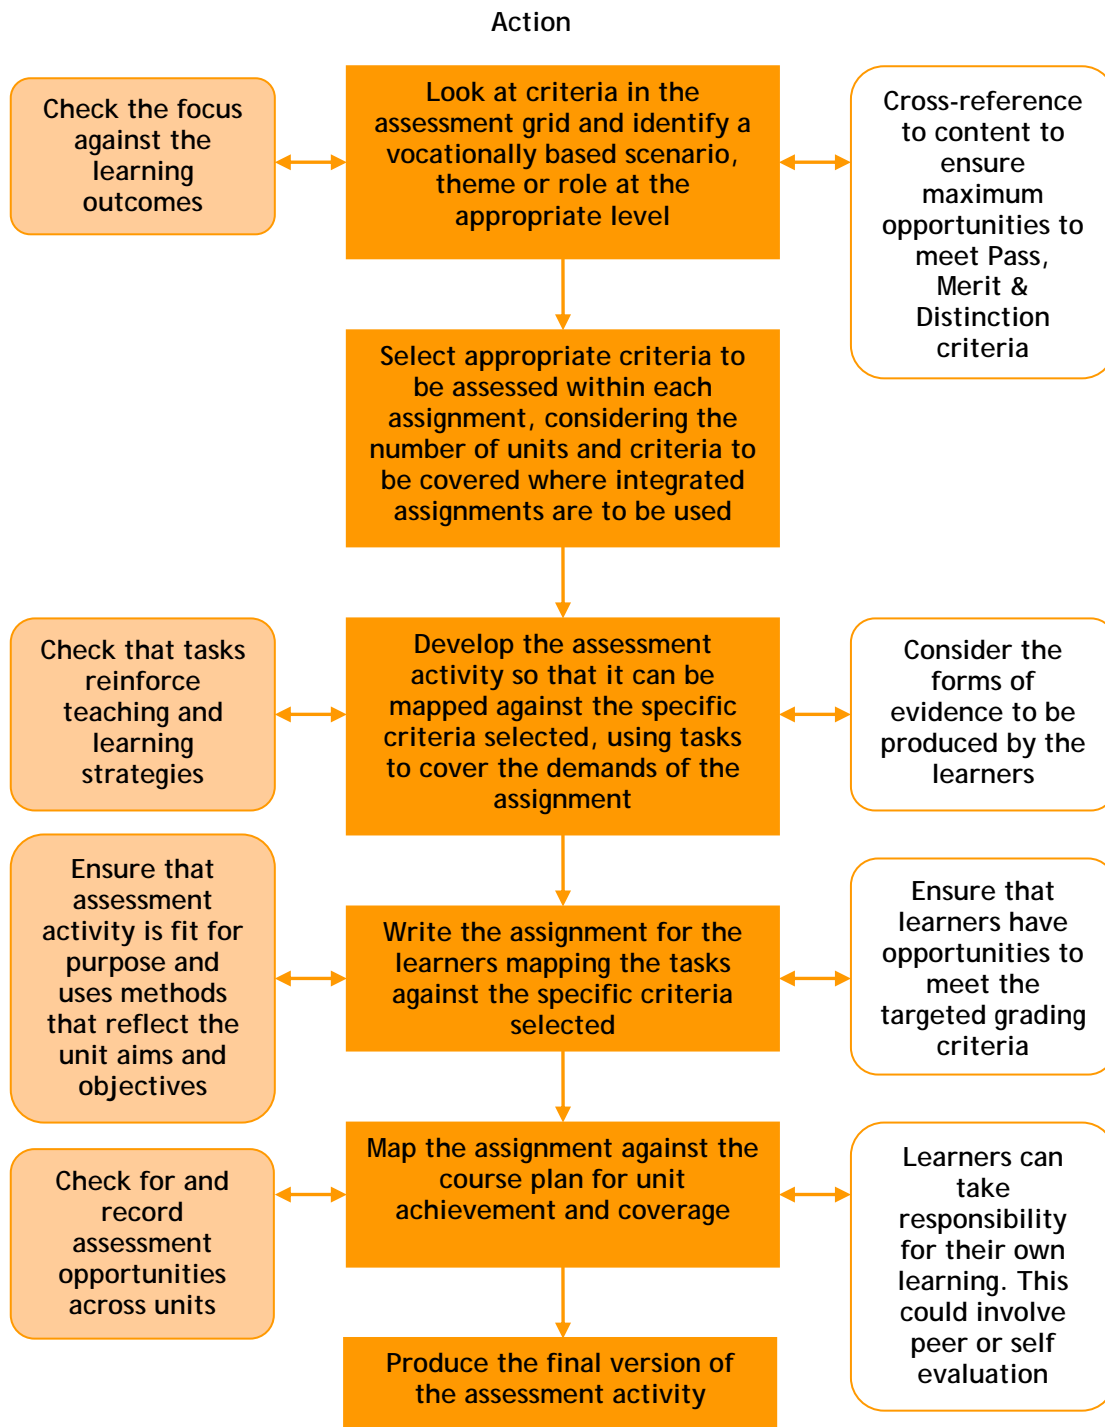 Action
Check the focus
against the
learning
outcomes
Look at criteria in the
assessment grid and identify a
vocationally based scenario,
theme or role at the
appropriate level
Cross-reference
to content to
ensure
maximum
opportunities to
meet Pass,
Merit &
Distinction
criteria
Select appropriate criteria to
be assessed within each
assignment, considering the
number of units and criteria to
be covered where integrated
assignments are to be used
Check that tasks
reinforce
teaching and
learning
strategies
Develop the assessment
activity so that it can be
mapped against the specific
criteria selected, using tasks
to cover the demands of the
assignment
Consider the
forms of
evidence to be
produced by the
learners
Ensure that
assessment
activity is fit for
purpose and
uses methods
that reflect the
unit aims and
objectives
Write the assignment for the
learners mapping the tasks
against the specific criteria
selected
Ensure that
learners have
opportunities to
meet the
targeted grading
criteria
Check for and
record
assessment
opportunities
across units
Map the assignment against the
course plan for unit
achievement and coverage
Learners can
take
responsibility
for their own
learning. This
could involve
peer or self
evaluation
Produce the final version of
the assessment activity